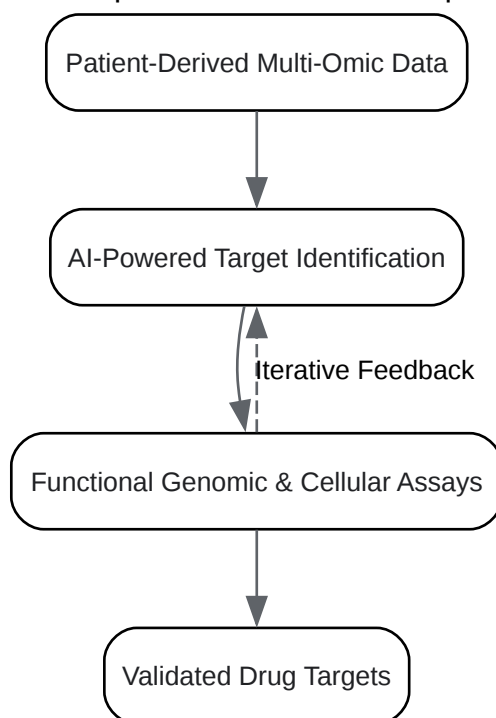 Patient-Derived Multi-Omic Data
AI-Powered Target Identification
Iterative Feedback
Functional Genomic & Cellular Assays
Validated Drug Targets